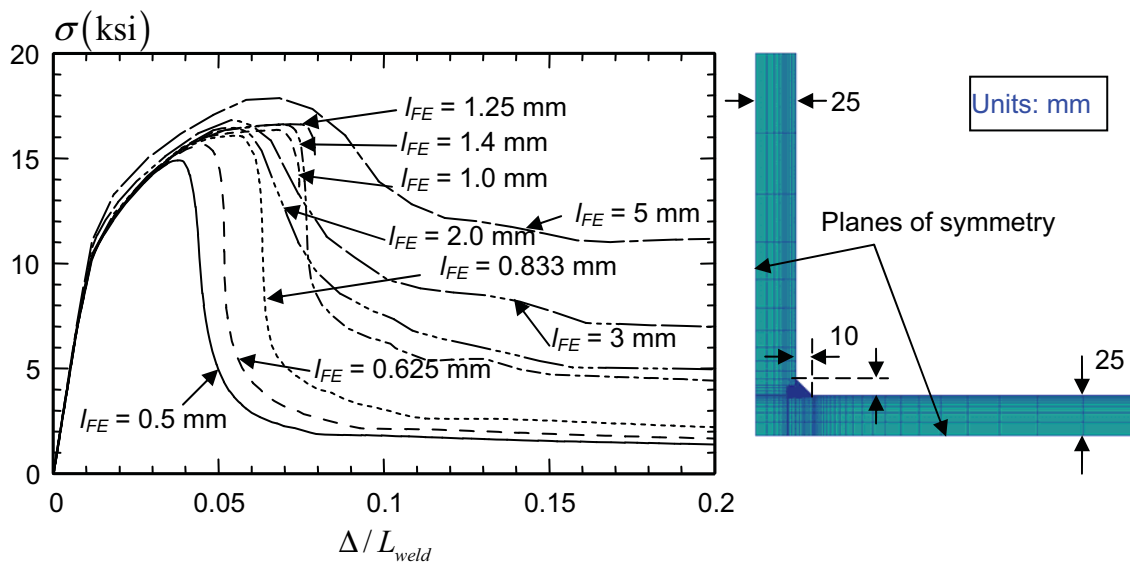 σ(ksi)
20
15
10
5
0
0
0.05
0.10
0.15
0.2
Δ/L_weld
l_FE = 1.25 mm
l_FE = 1.4 mm
l_FE = 1.0 mm
l_FE = 5 mm
l_FE = 2.0 mm
l_FE = 0.833 mm
l_FE = 3 mm
l_FE = 0.625 mm
l_FE = 0.5 mm
25
Units: mm
Planes of symmetry
10
25